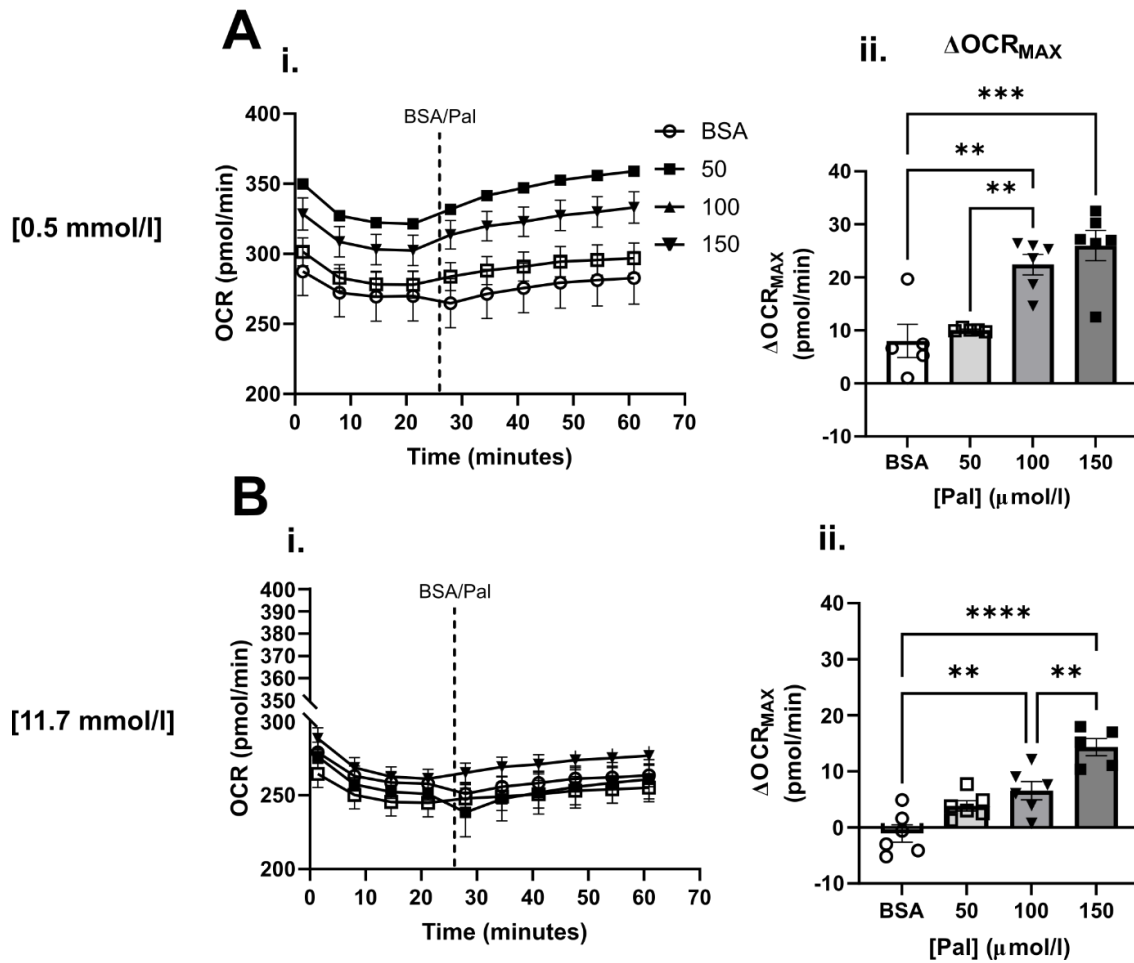 A
i.
ii. ΔOCRMAX
[0.5 mmol/l]
BSA/Pal
BSA
50
100
150
400
350
300
250
200
OCR (pmol/min)
0 10 20 30 40 50 60 70
Time (minutes)
***
**
**
40
30
20
10
0
-10
ΔOCRMAX
(pmol/min)
BSA 50 100 150
[Pal] (μmol/l)
B
i.
ii.
[11.7 mmol/l]
BSA/Pal
400
390
380
370
360
350
300
250
200
OCR (pmol/min)
0 10 20 30 40 50 60 70
Time (minutes)
****
** **
40
30
20
10
0
-10
ΔOCRMAX
(pmol/min)
BSA 50 100 150
[Pal] (μmol/l)